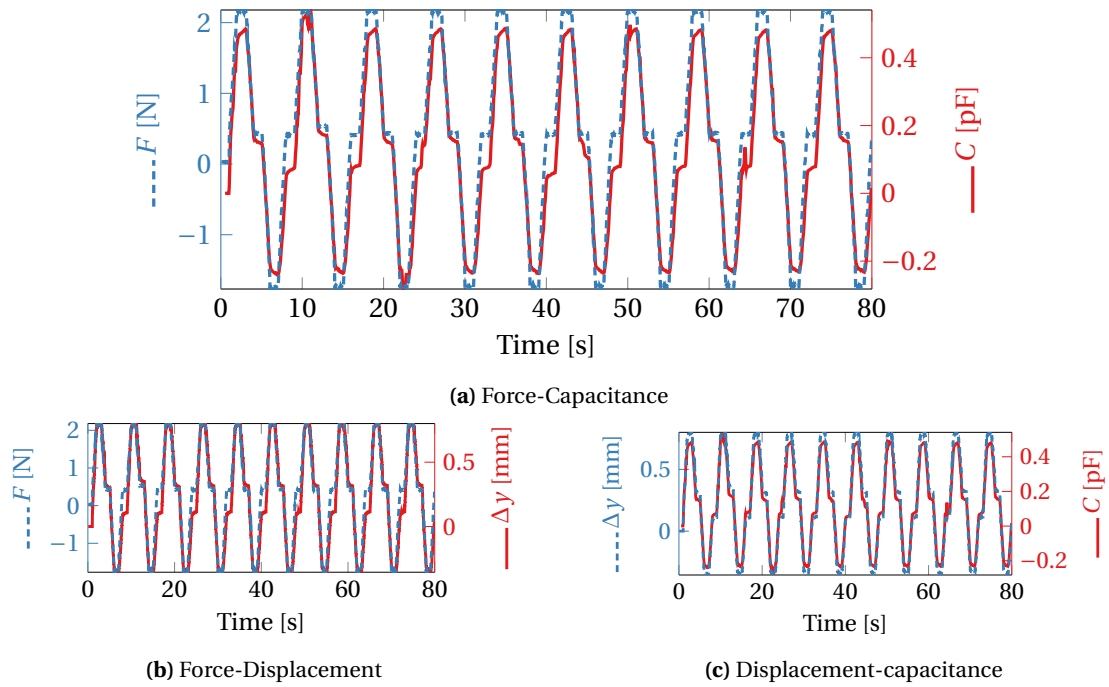 2
1
0
−1
F [N]
0.4
0.2
0
−0.2
C [pF]
0 10 20 30 40 50 60 70 80
Time [s]
(a) Force-Capacitance
2
1
0
−1
F [N]
0.5
0
Δy [mm]
0 20 40 60 80
Time [s]
(b) Force-Displacement
0.5
0
Δy [mm]
0.4
0.2
0
−0.2
C [pF]
0 20 40 60 80
Time [s]
(c) Displacement-capacitance